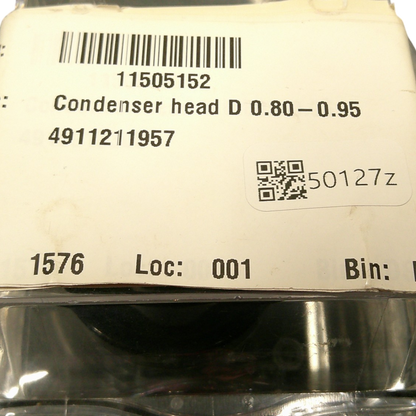 11505152
Condenser head D 0.80-0.95
4911211957
50127z
1576 Loc: 001 Bin: